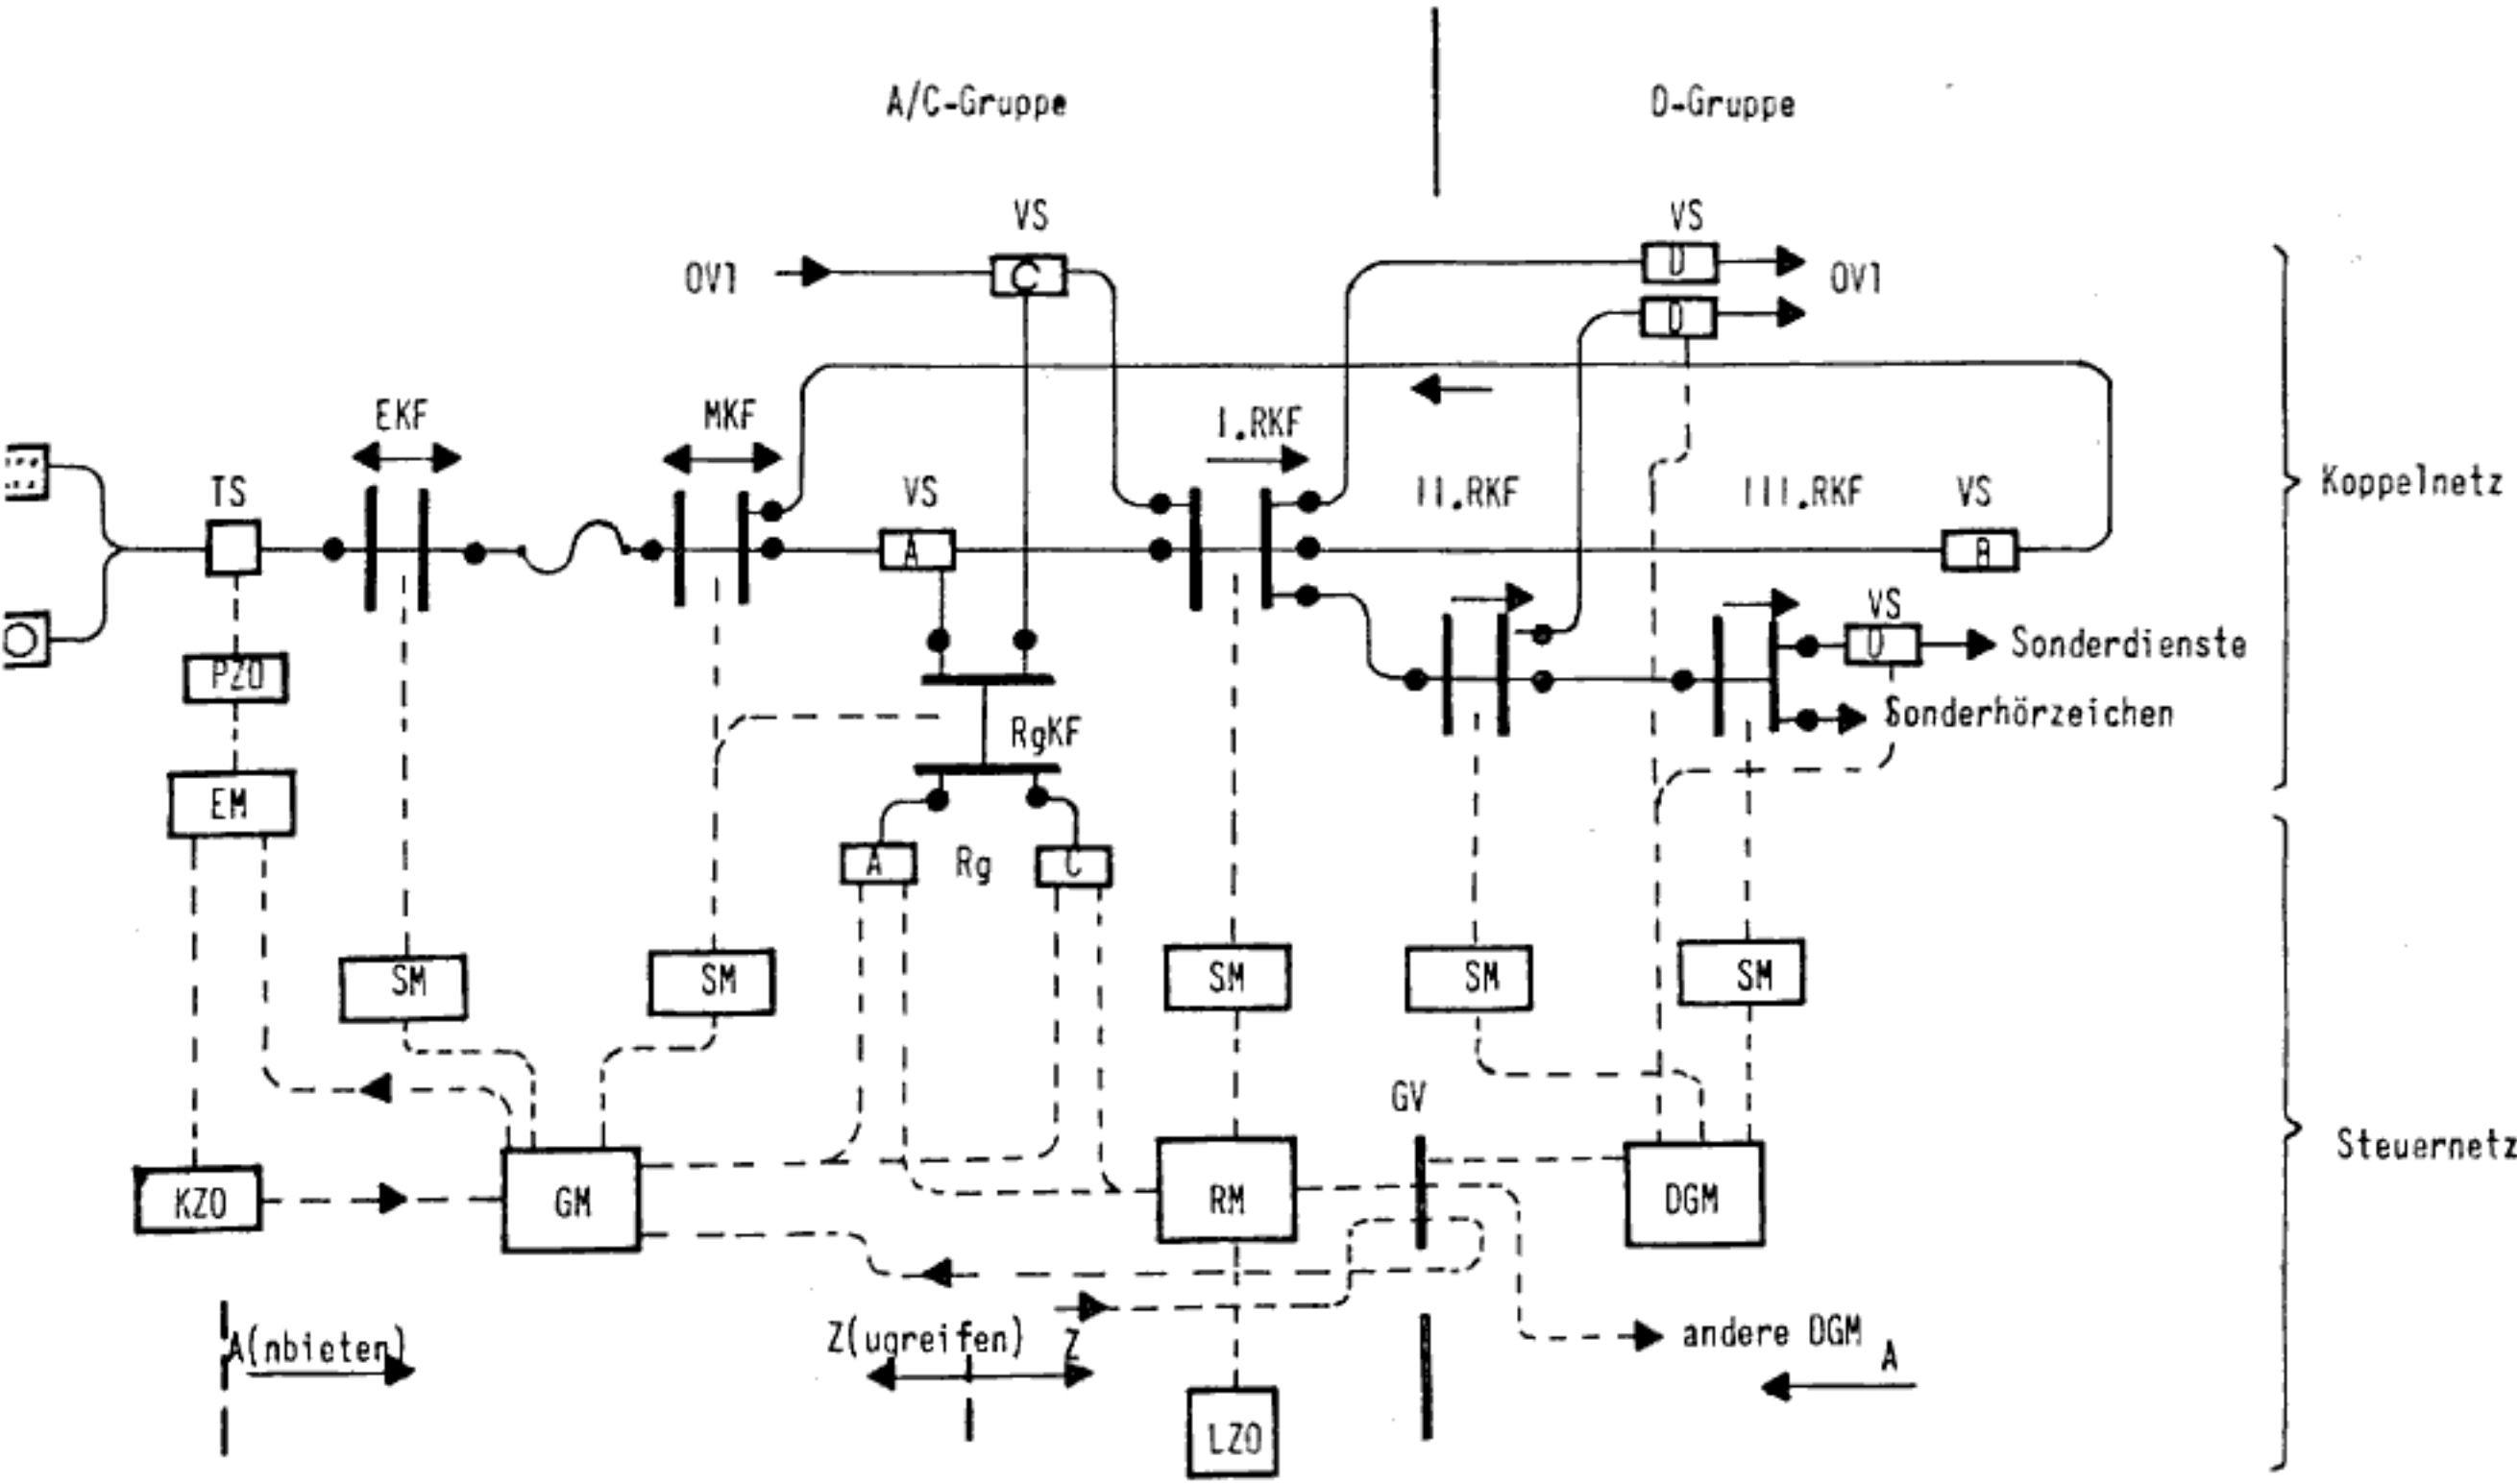 A/C-Gruppe
D-Gruppe
VS
VS
OV1
C
D
OV1
D
EKF
MKF
I.RKF
TS
VS
II.RKF
III.RKF
VS
Koppelnetz
A
B
VS
D
Sonderdienste
PZO
Sonderhörzeichen
RgKF
EM
A
Rg
C
SM
SM
SM
SM
SM
GV
Steuernetz
KZO
GM
RM
DGM
A(nbieten)
Z(ugreifen)
Z
andere DGM
A
LZO